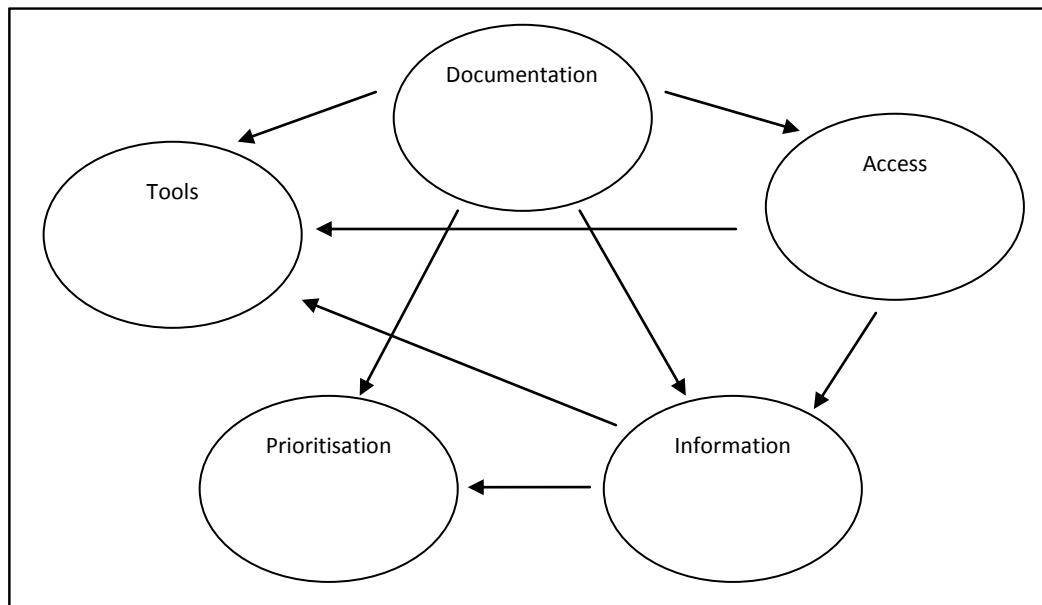 Documentation
Access
Tools
Prioritisation
Information